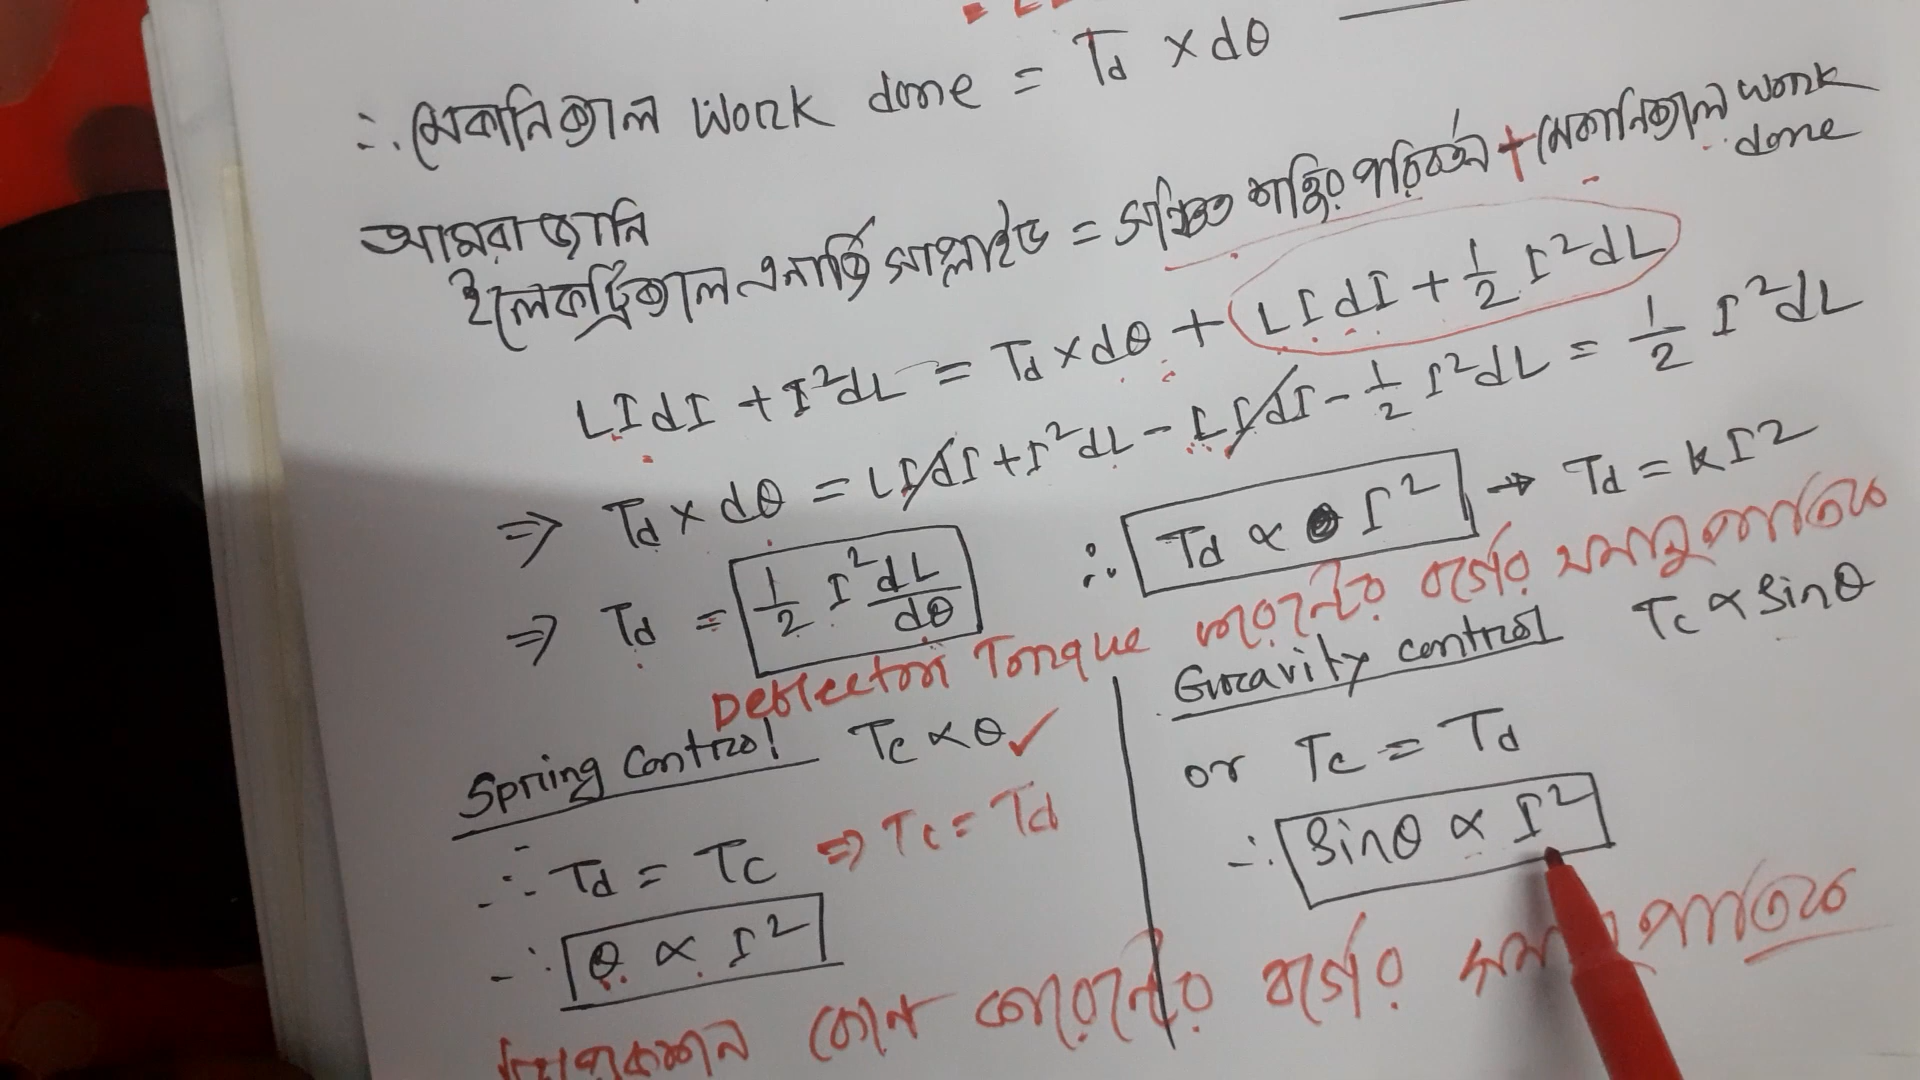 ∴ মেকানিক্যাল Work done = Td × dθ
আমরা জানি
ইলেকট্রিক্যাল এনার্জি সাপ্লাইড = সঞ্চিত শক্তির পরিবর্তন + মেকানিক্যাল work done
LIdI + I²dL = Td × dθ + LIdI + 1/2 I²dL
⇒ Td × dθ = LIdI + I²dL - LIdI - 1/2 I²dL = 1/2 I²dL
⇒ Td = 1/2 I² dL/dθ ∴ Td ∝ I² → Td = KI²
Deflector Torque কারেন্টের বর্গের সমানুপাতিক
Spring Control Tc ∝ θ ✓
∴ Td = Tc ⇒ Tc = Td
∴ θ ∝ I²
Gravity control Tc ∝ Sinθ
or Tc = Td
∴ Sinθ ∝ I²
কোন কারেন্টের বর্গের